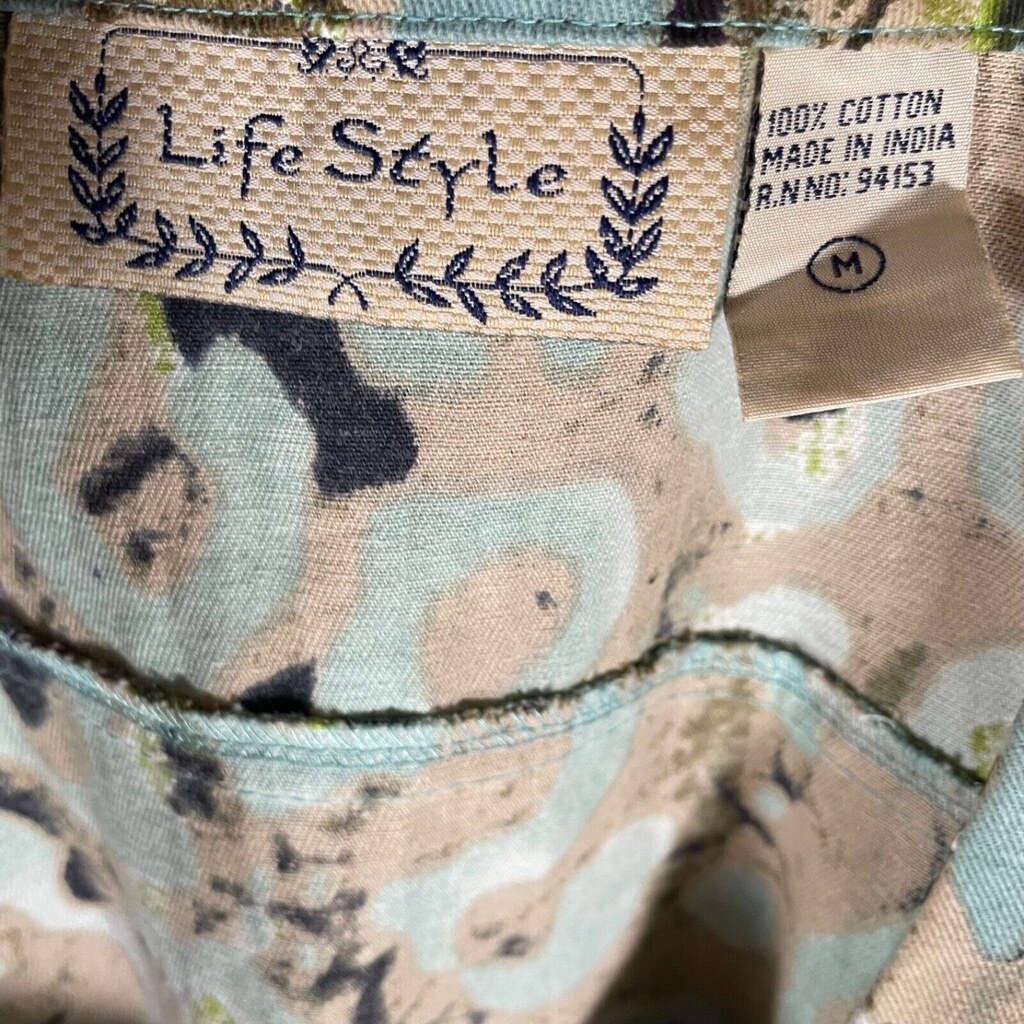 Life Style
100% COTTON
MADE IN INDIA
R.N NO: 94153
M